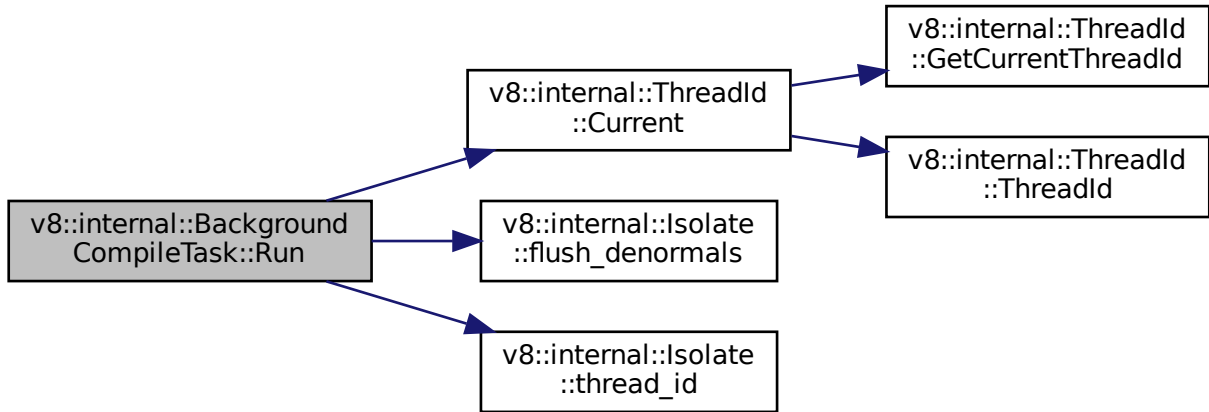 v8::internal::ThreadId
::GetCurrentThreadId
v8::internal::ThreadId
::Current
v8::internal::ThreadId
::ThreadId
v8::internal::Background
CompileTask::Run
v8::internal::Isolate
::flush_denormals
v8::internal::Isolate
::thread_id